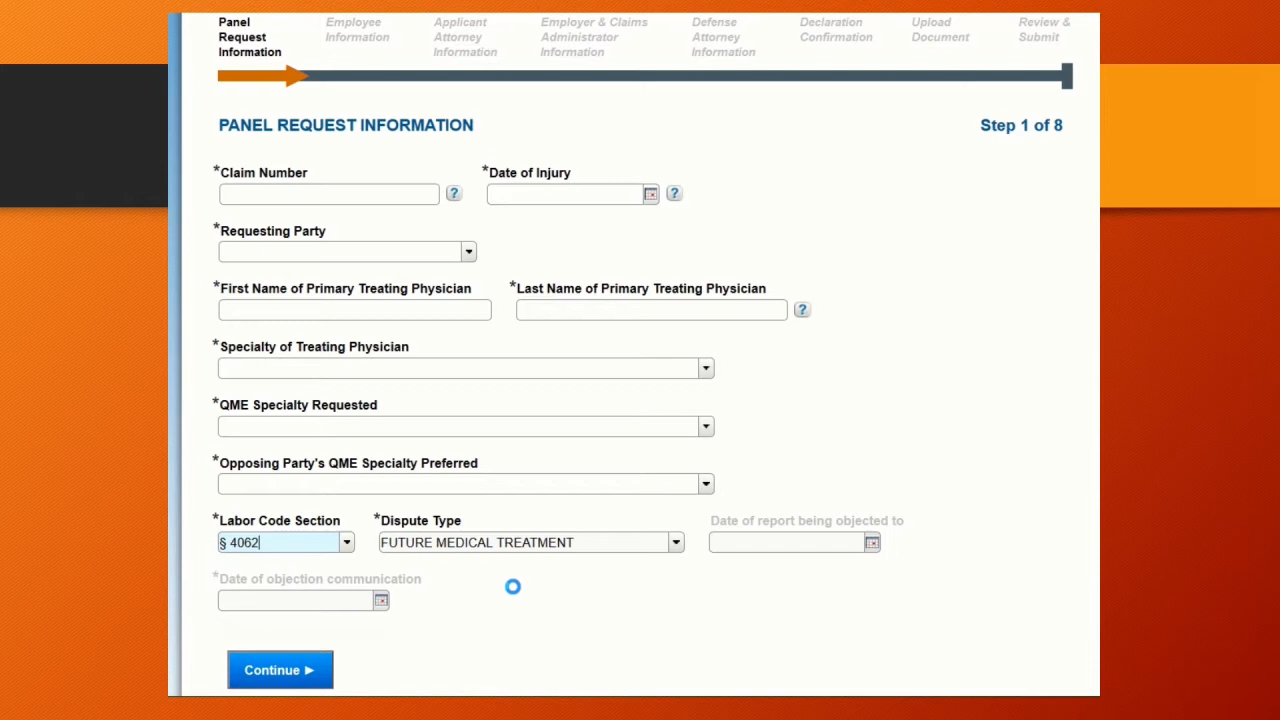 Panel Request Information
Employee Information
Applicant Attorney Information
Employer & Claims Administrator Information
Defense Attorney Information
Declaration Confirmation
Upload Document
Review & Submit
PANEL REQUEST INFORMATION
Step 1 of 8
*Claim Number
*Date of Injury
?
?
*Requesting Party
*First Name of Primary Treating Physician
*Last Name of Primary Treating Physician
?
*Specialty of Treating Physician
*QME Specialty Requested
*Opposing Party's QME Specialty Preferred
*Labor Code Section
*Dispute Type
Date of report being objected to
§ 4062
FUTURE MEDICAL TREATMENT
*Date of objection communication
Continue ►